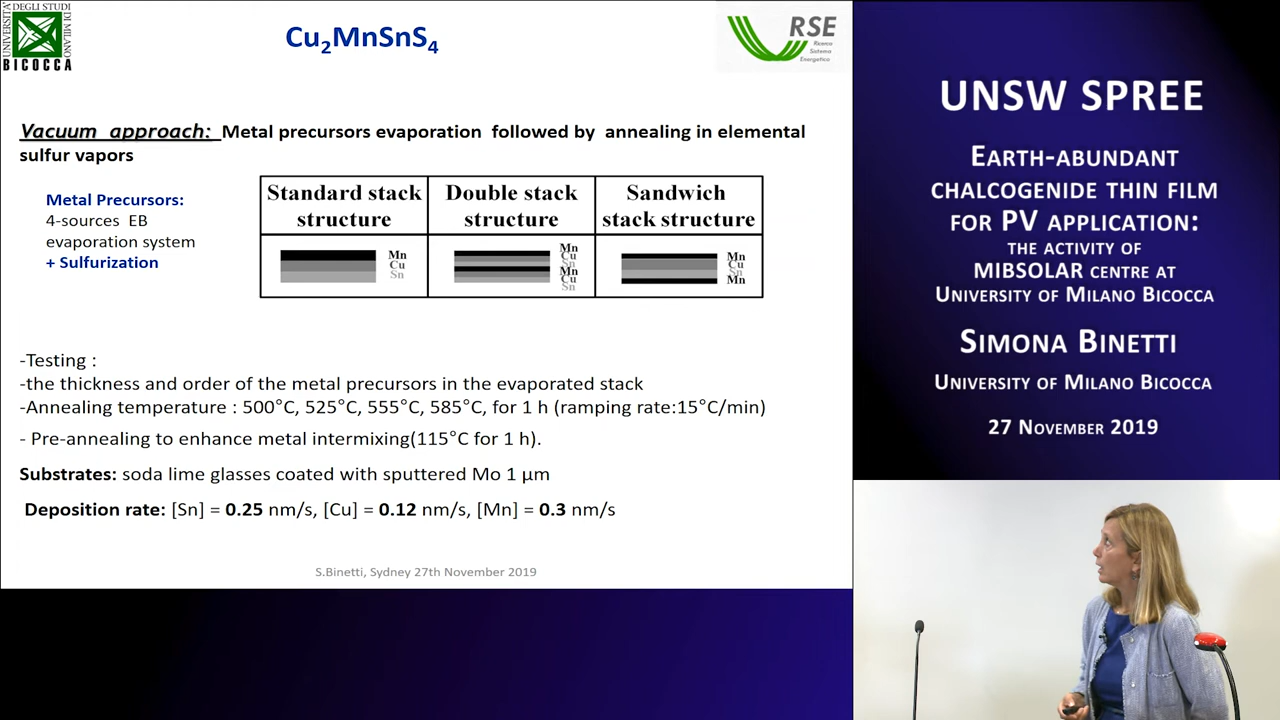 UNIVERSITÀ DEGLI STUDI DI MILANO
BICOCCA
Cu2MnSnS4
RSE
Ricerca
Sistema
Energetico
Vacuum approach: Metal precursors evaporation followed by annealing in elemental
sulfur vapors
Metal Precursors:
4-sources EB
evaporation system
+ Sulfurization
Standard stack
structure
Double stack
structure
Sandwich
stack structure
Mn
Cu
Sn
Mn
Cu
Sn
Mn
Cu
Sn
Mn
Cu
Sn
Mn
-Testing :
-the thickness and order of the metal precursors in the evaporated stack
-Annealing temperature : 500°C, 525°C, 555°C, 585°C, for 1 h (ramping rate:15°C/min)
- Pre-annealing to enhance metal intermixing(115°C for 1 h).
Substrates: soda lime glasses coated with sputtered Mo 1 µm
Deposition rate: [Sn] = 0.25 nm/s, [Cu] = 0.12 nm/s, [Mn] = 0.3 nm/s
S.Binetti, Sydney 27th November 2019
UNSW SPREE
EARTH-ABUNDANT
CHALCOGENIDE THIN FILM
FOR PV APPLICATION:
THE ACTIVITY OF
MIBSOLAR CENTRE AT
UNIVERSITY OF MILANO BICOCCA
SIMONA BINETTI
UNIVERSITY OF MILANO BICOCCA
27 NOVEMBER 2019